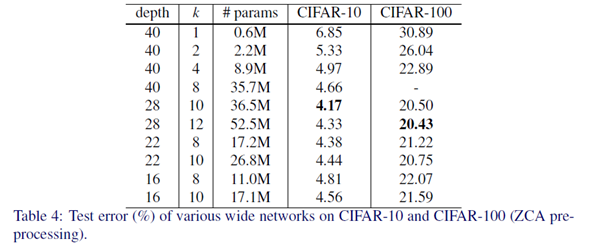 depth k # params CIFAR-10 CIFAR-100
40 1 0.6M 6.85 30.89
40 2 2.2M 5.33 26.04
40 4 8.9M 4.97 22.89
40 8 35.7M 4.66 -
28 10 36.5M 4.17 20.50
28 12 52.5M 4.33 20.43
22 8 17.2M 4.38 21.22
22 10 26.8M 4.44 20.75
16 8 11.0M 4.81 22.07
16 10 17.1M 4.56 21.59
Table 4: Test error (%) of various wide networks on CIFAR-10 and CIFAR-100 (ZCA pre-
processing).